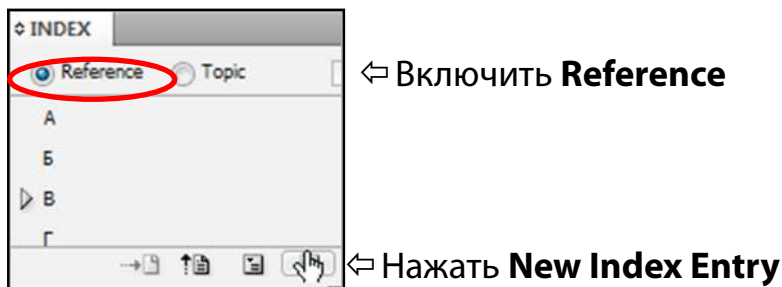 INDEX
Reference Topic
⇦ Включить Reference
А
Б
В
Г
⇦ Нажать New Index Entry